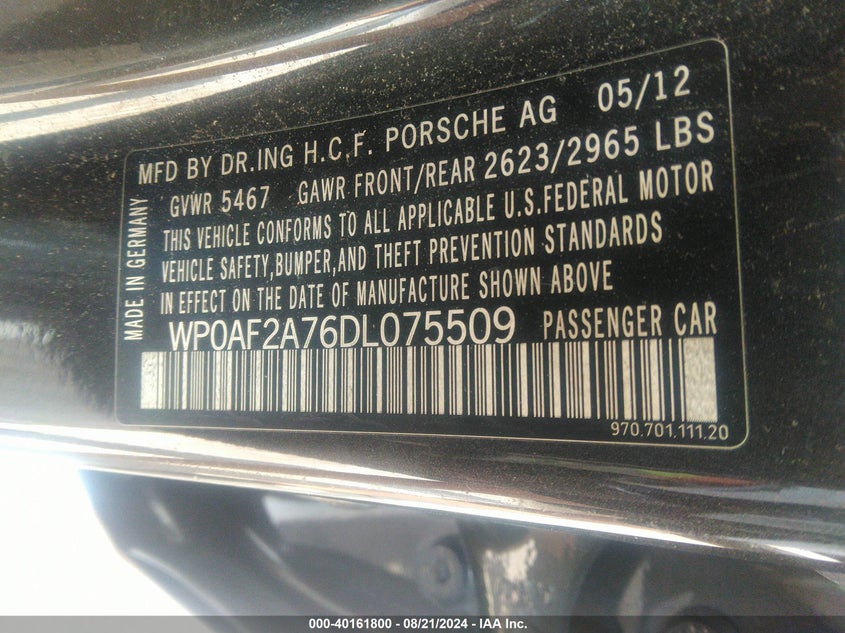 MFD BY DR.ING H.C.F. PORSCHE AG 05/12
GVWR 5467 GAWR FRONT/REAR 2623/2965 LBS
THIS VEHICLE CONFORMS TO ALL APPLICABLE U.S.FEDERAL MOTOR
VEHICLE SAFETY,BUMPER,AND THEFT PREVENTION STANDARDS
IN EFFECT ON THE DATE OF MANUFACTURE SHOWN ABOVE
WP0AF2A76DL075509 PASSENGER CAR
970.701.111.20
MADE IN GERMANY
000-40161800 - 08/21/2024 - IAA Inc.